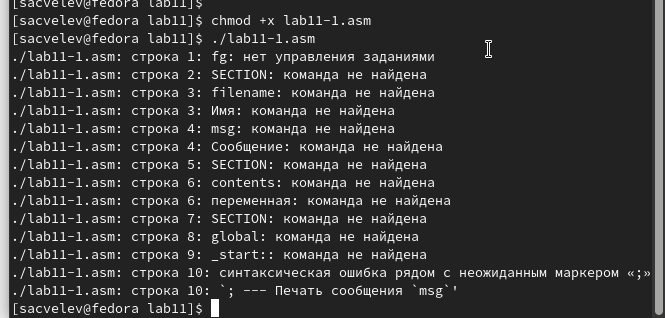 [sacvelev@fedora lab11]$
[sacvelev@fedora lab11]$ chmod +x lab11-1.asm
[sacvelev@fedora lab11]$ ./lab11-1.asm
./lab11-1.asm: строка 1: fg: нет управления заданиями
./lab11-1.asm: строка 2: SECTION: команда не найдена
./lab11-1.asm: строка 3: filename: команда не найдена
./lab11-1.asm: строка 3: Имя: команда не найдена
./lab11-1.asm: строка 4: msg: команда не найдена
./lab11-1.asm: строка 4: Сообщение: команда не найдена
./lab11-1.asm: строка 5: SECTION: команда не найдена
./lab11-1.asm: строка 6: contents: команда не найдена
./lab11-1.asm: строка 6: переменная: команда не найдена
./lab11-1.asm: строка 7: SECTION: команда не найдена
./lab11-1.asm: строка 8: global: команда не найдена
./lab11-1.asm: строка 9: _start:: команда не найдена
./lab11-1.asm: строка 10: синтаксическая ошибка рядом с неожиданным маркером «;»
./lab11-1.asm: строка 10: `; --- Печать сообщения `msg`'
[sacvelev@fedora lab11]$